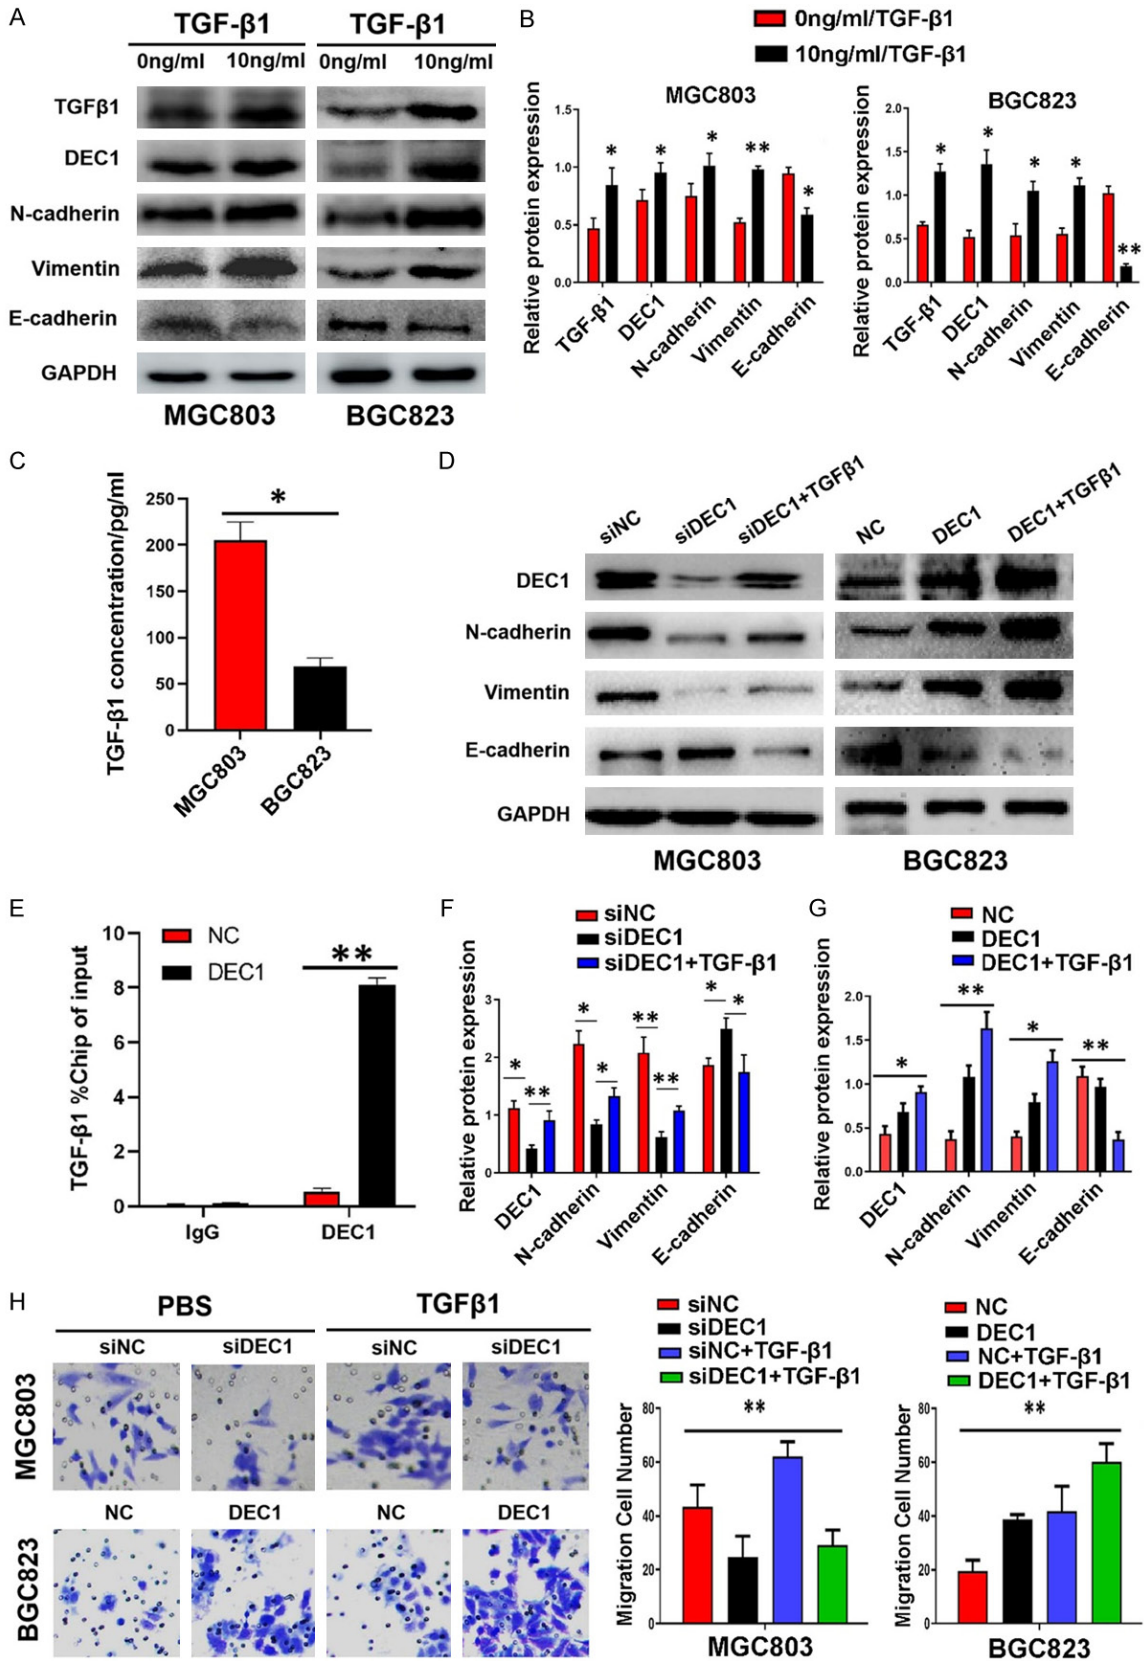 A
TGF-β1 TGF-β1
0ng/ml 10ng/ml 0ng/ml 10ng/ml
TGFβ1
DEC1
N-cadherin
Vimentin
E-cadherin
GAPDH
MGC803 BGC823
B
0ng/ml/TGF-β1
10ng/ml/TGF-β1
MGC803
Relative protein expression
1.5
1.0
0.5
0.0
* * * ** *
TGF-β1 DEC1 N-cadherin Vimentin E-cadherin
BGC823
Relative protein expression
2.0
1.5
1.0
0.5
0.0
* * * * **
TGF-β1 DEC1 N-cadherin Vimentin E-cadherin
C
TGF-β1 concentration/pg/ml
250
200
150
100
50
0
*
MGC803 BGC823
D
siNC siDEC1 siDEC1+TGFβ1 NC DEC1 DEC1+TGFβ1
DEC1
N-cadherin
Vimentin
E-cadherin
GAPDH
MGC803 BGC823
E
NC
DEC1
TGF-β1 %Chip of input
10
8
6
4
2
0
**
IgG DEC1
F
siNC
siDEC1
siDEC1+TGF-β1
Relative protein expression
3
2
1
0
* ** * * ** ** * *
DEC1 N-cadherin Vimentin E-cadherin
G
NC
DEC1
DEC1+TGF-β1
Relative protein expression
2.0
1.5
1.0
0.5
0.0
* ** * **
DEC1 N-cadherin Vimentin E-cadherin
H
PBS TGFβ1
siNC siDEC1 siNC siDEC1
MGC803
NC DEC1 NC DEC1
BGC823
siNC
siDEC1
siNC+TGF-β1
siDEC1+TGF-β1
Migration Cell Number
80
60
40
20
0
**
MGC803
NC
DEC1
NC+TGF-β1
DEC1+TGF-β1
Migration Cell Number
80
60
40
20
0
**
BGC823